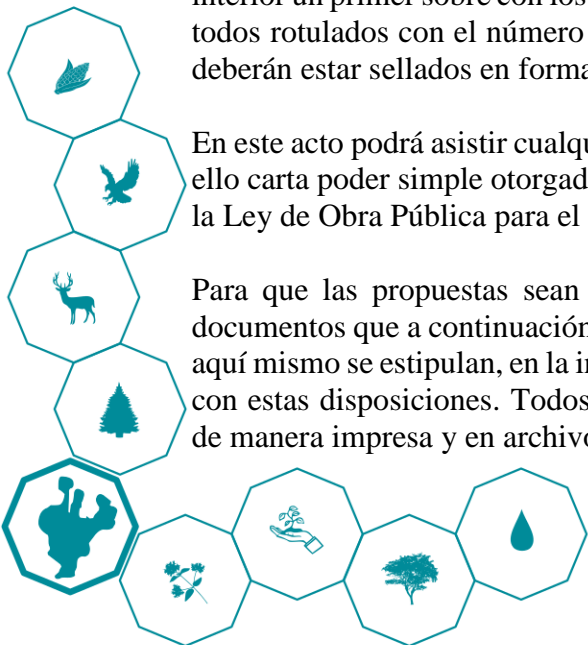 interior un primer sobre con los
todos rotulados con el número
deberán estar sellados en forma
En este acto podrá asistir cualqu
ello carta poder simple otorgad
la Ley de Obra Pública para el
Para que las propuestas sean
documentos que a continuación
aquí mismo se estipulan, en la in
con estas disposiciones. Todos
de manera impresa y en archivo